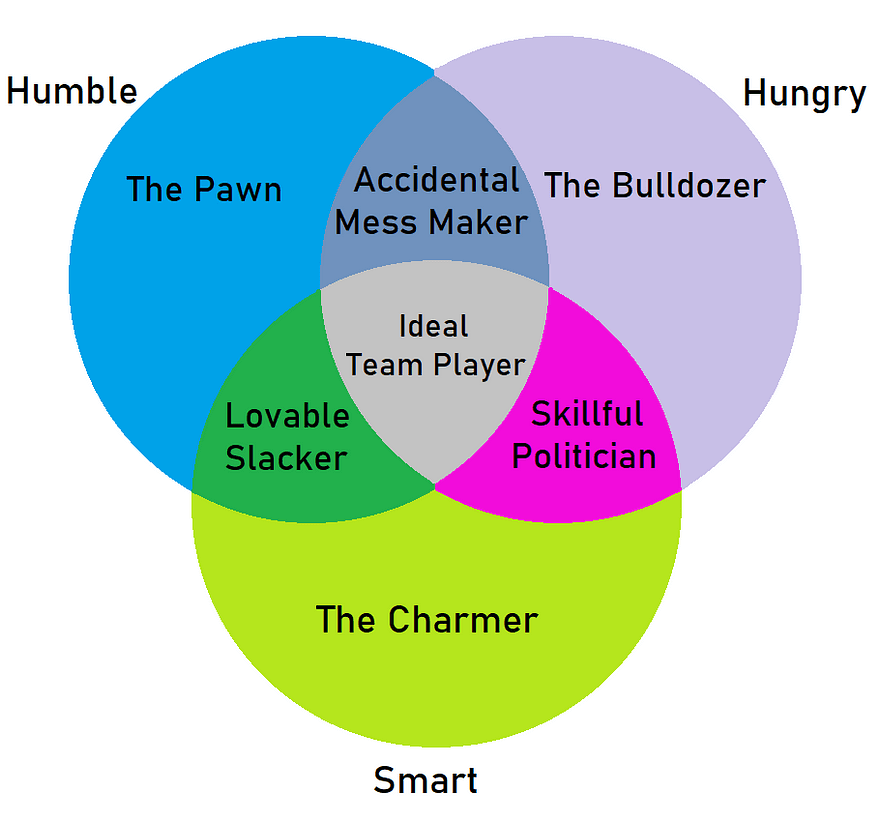 Humble
Hungry
The Pawn
Accidental
Mess Maker
The Bulldozer
Ideal
Team Player
Lovable
Slacker
Skillful
Politician
The Charmer
Smart